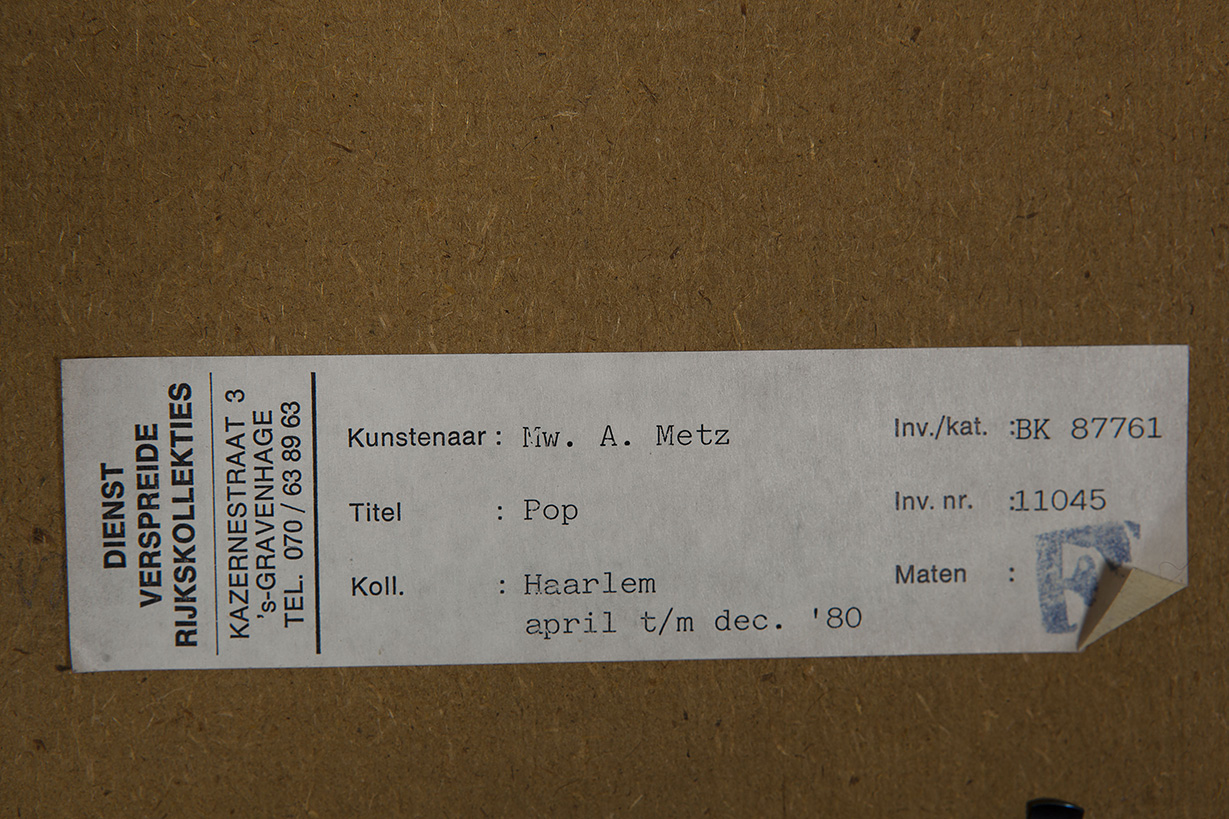 DIENST
VERSPREIDE
RIJKSKOLLEKTIES
KAZERNESTRAAT 3
's-GRAVENHAGE
TEL. 070 / 63 89 63
Kunstenaar : Mw. A. Metz
Titel : Pop
Koll. : Haarlem
april t/m dec. '80
Inv./kat. :BK 87761
Inv. nr. :11045
Maten :